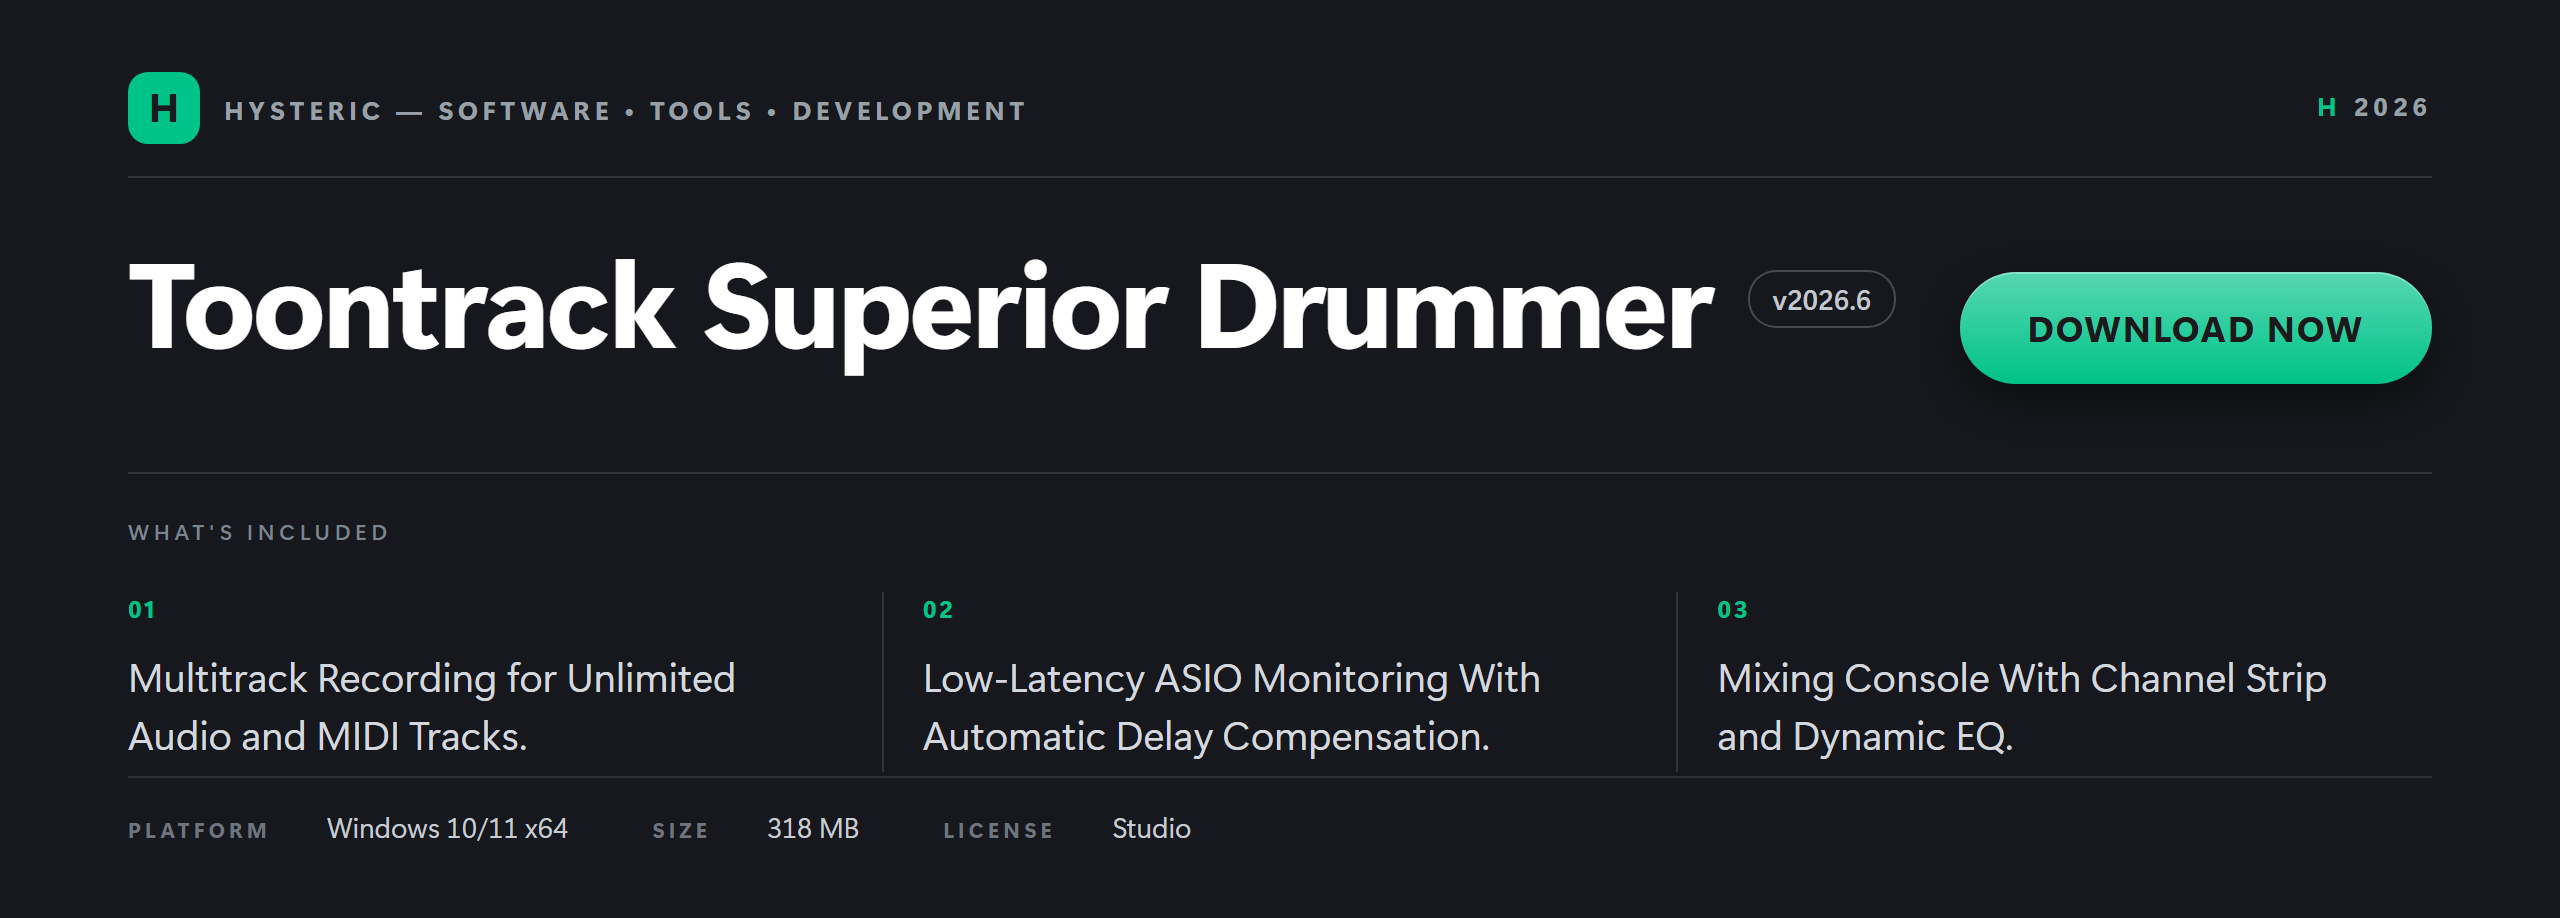 H HYSTERIC — SOFTWARE • TOOLS • DEVELOPMENT
H 2026
Toontrack Superior Drummer v2026.6
DOWNLOAD NOW
WHAT'S INCLUDED
01
Multitrack Recording for Unlimited
Audio and MIDI Tracks.
02
Low-Latency ASIO Monitoring With
Automatic Delay Compensation.
03
Mixing Console With Channel Strip
and Dynamic EQ.
PLATFORM Windows 10/11 x64 SIZE 318 MB LICENSE Studio